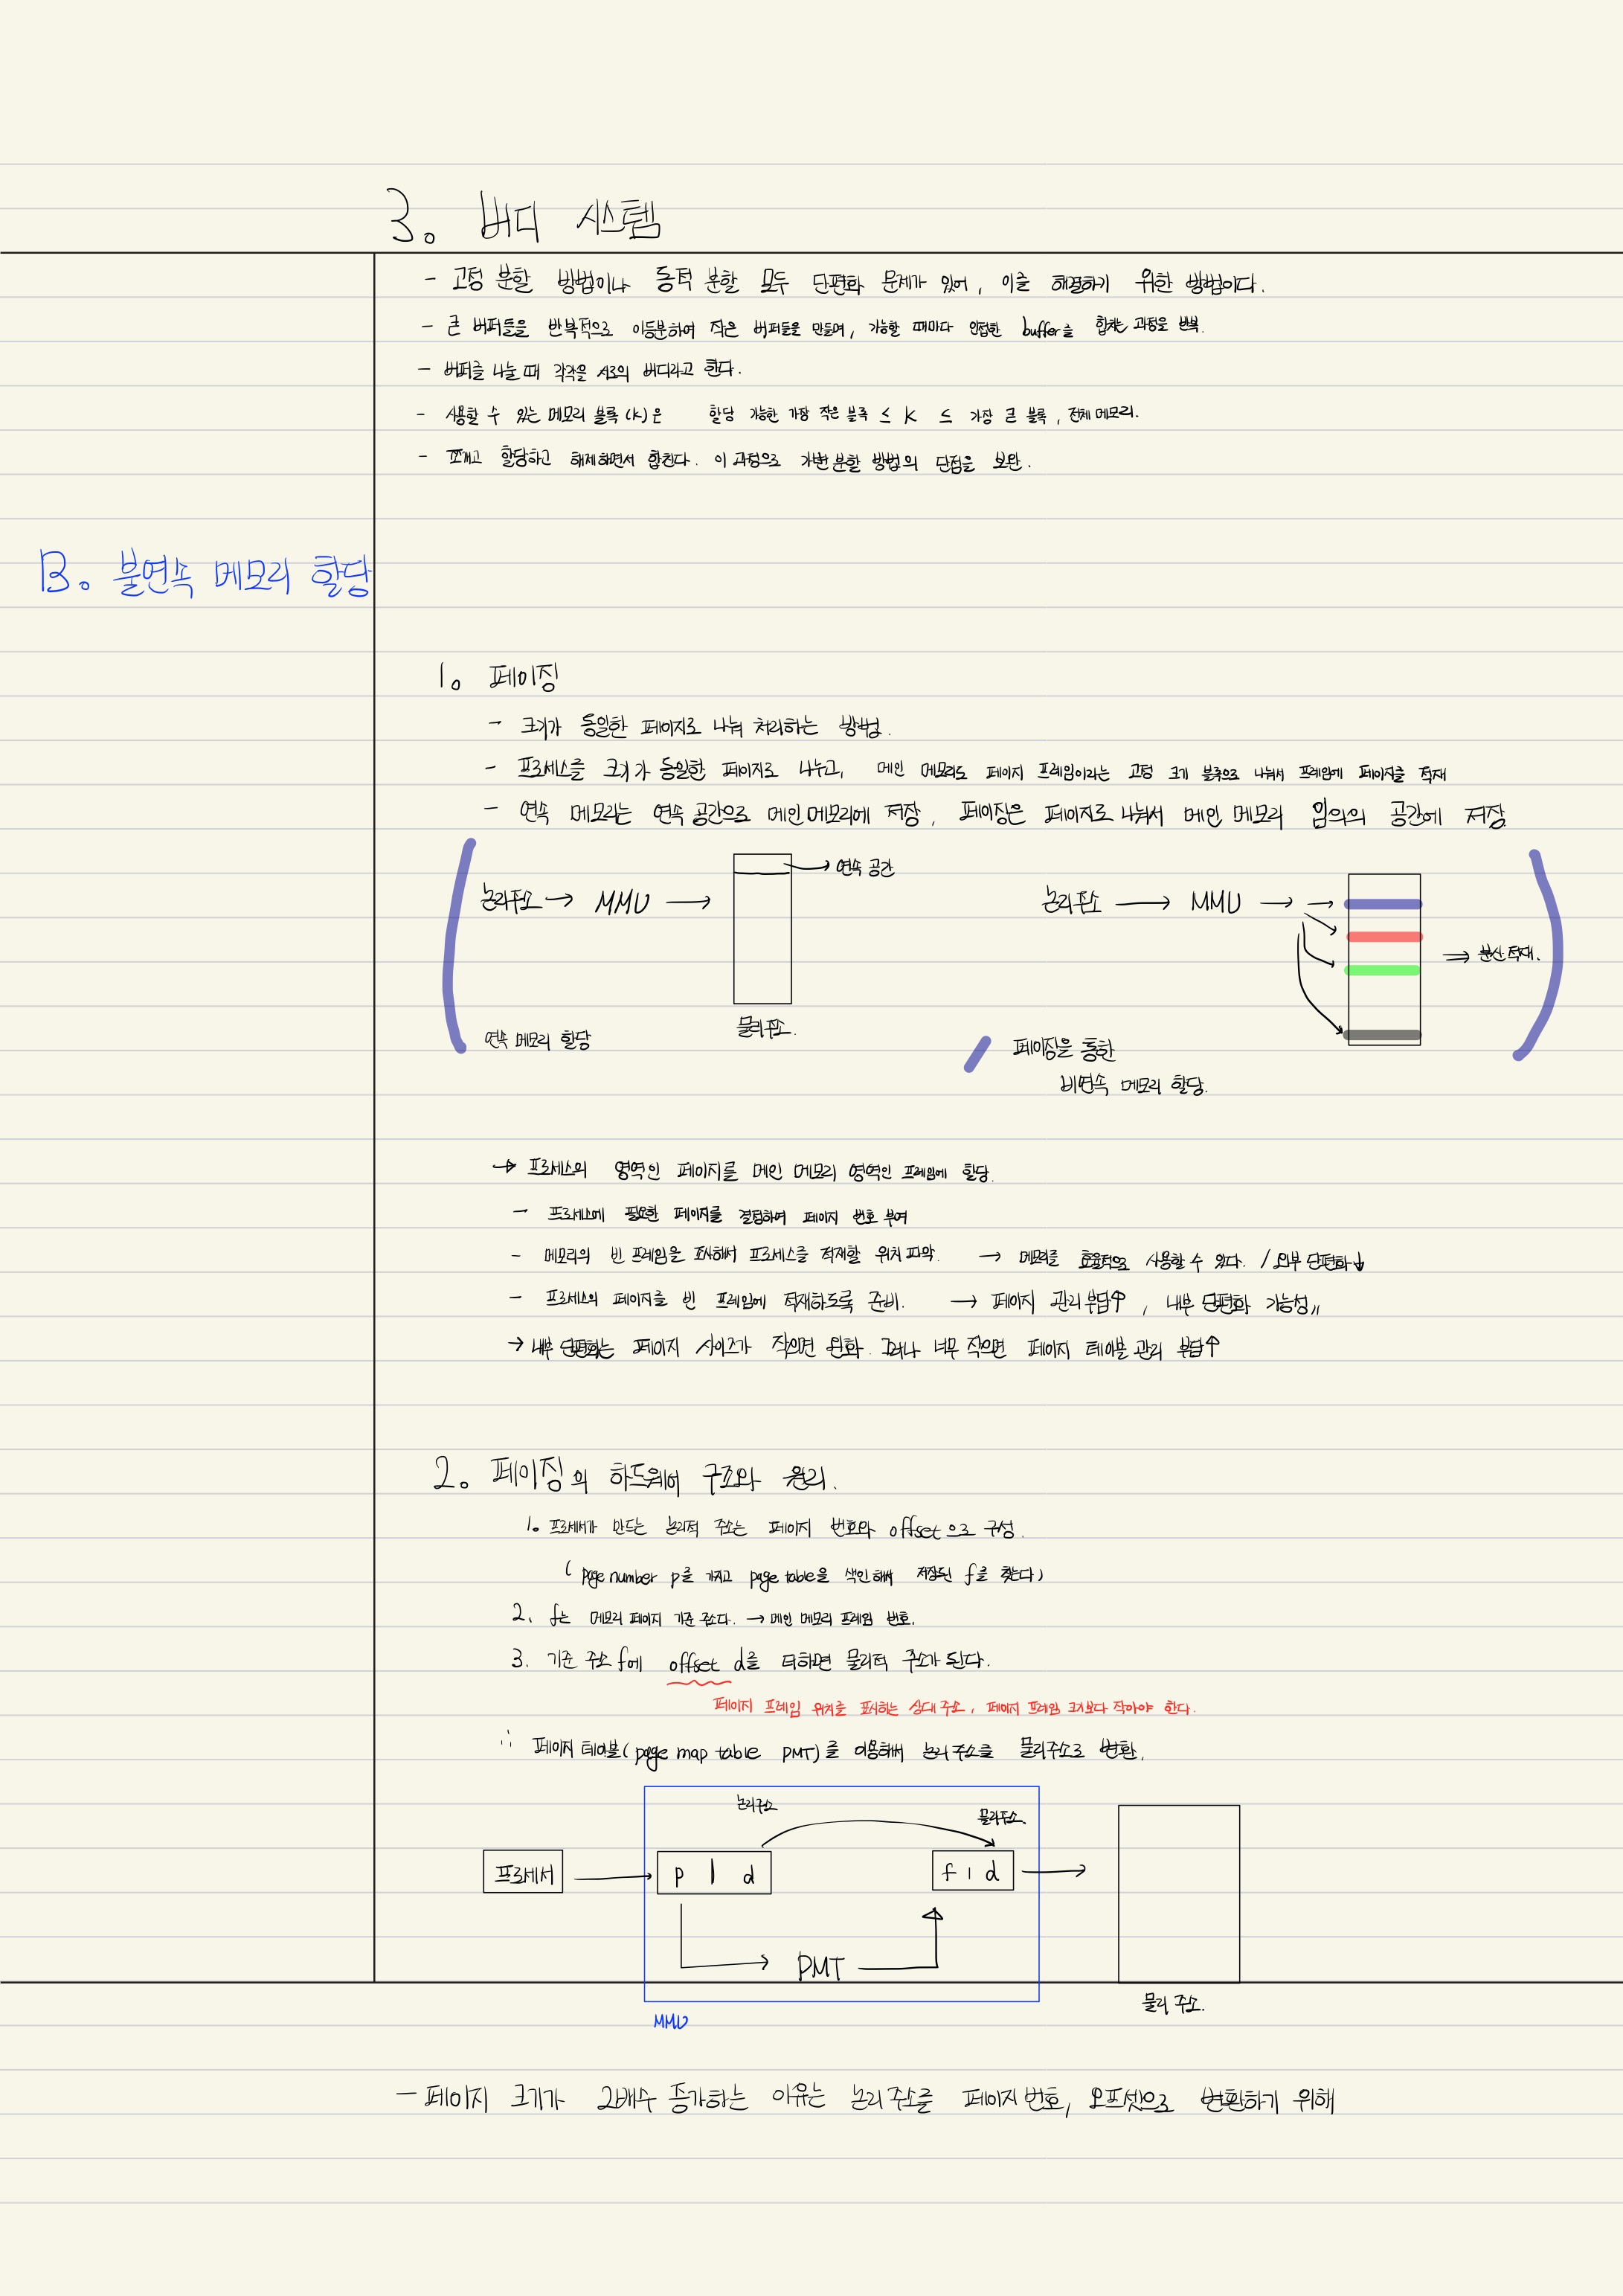 3. 버디 시스템
- 고정 분할 방법이나 동적 분할 모두 단편화 문제가 있어, 이를 해결하기 위한 방법이다.
- 큰 버퍼들을 반복적으로 이등분하여 작은 버퍼들을 만들며, 가능할 때마다 인접한 buffer를 합치는 과정을 반복.
- 버퍼를 나눌 때 각각을 서로의 버디라고 한다.
- 사용할 수 있는 메모리 블록(k)은 할당 가능한 가장 작은 블록 ≤ k ≤ 가장 큰 블록, 전체 메모리.
- 쪼개고 할당하고 해제하면서 합친다. 이 과정으로 가변 분할 방법의 단점을 보완.
B. 불연속 메모리 할당
1. 페이징
- 크기가 동일한 페이지로 나눠 처리하는 방법.
- 프로세스를 크기가 동일한 페이지로 나누고, 메인 메모리도 페이지 프레임이라는 고정 크기 블록으로 나눠서 프레임에 페이지를 적재
- 연속 메모리는 연속 공간으로 메인 메모리에 저장, 페이징은 페이지로 나눠서 메인 메모리 임의의 공간에 저장
논리주소 → MMU →
→ 연속 공간
물리주소.
연속 메모리 할당
논리주소 → MMU → →
⇒ 분산 적재.
/ 페이징을 통한
비연속 메모리 할당.
→ 프로세스의 영역인 페이지를 메인 메모리 영역인 프레임에 할당.
- 프로세스에 필요한 페이지를 결정하여 페이지 번호 부여
- 메모리의 빈 프레임을 조사해서 프로세스를 적재할 위치 파악. → 메모리를 효율적으로 사용할 수 있다. / 외부 단편화↓
- 프로세스의 페이지를 빈 프레임에 적재하도록 준비. → 페이지 관리 부담↑, 내부 단편화 가능성〃
→ 내부 단편화는 페이지 사이즈가 작으면 완화. 그러나 너무 작으면 페이지 테이블 관리 부담↑
2. 페이징의 하드웨어 구조와 원리.
1. 프로세서가 만드는 논리적 주소는 페이지 번호와 offset으로 구성.
( page number p를 가지고 page table을 색인해서 저장된 f를 찾는다)
2. f는 메모리 페이지 기준 주소다. → 메인 메모리 프레임 번호.
3. 기준 주소 f에 offset d를 더하면 물리적 주소가 된다.
페이지 프레임 위치를 표시하는 상대 주소, 페이지 프레임 크기보다 작아야 한다.
∴ 페이지 테이블( page map table PMT)를 이용해서 논리 주소를 물리주소로 변환.
논리주소
물리주소.
프로세서 → p | d
f | d →
PMT
물리 주소.
MMU
- 페이지 크기가 2배수 증가하는 이유는 논리 주소를 페이지 번호, 오프셋으로 변환하기 위해